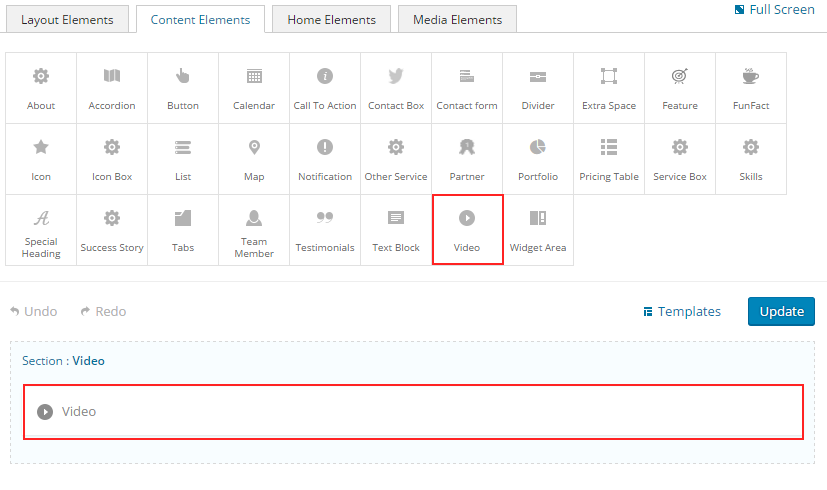 Layout Elements Content Elements Home Elements Media Elements Full Screen
About Accordion Button Calendar Call To Action Contact Box Contact form Divider Extra Space Feature FunFact
Icon Icon Box List Map Notification Other Service Partner Portfolio Pricing Table Service Box Skills
Special Heading Success Story Tabs Team Member Testimonials Text Block Video Widget Area
Undo Redo Templates Update
Section : Video
Video